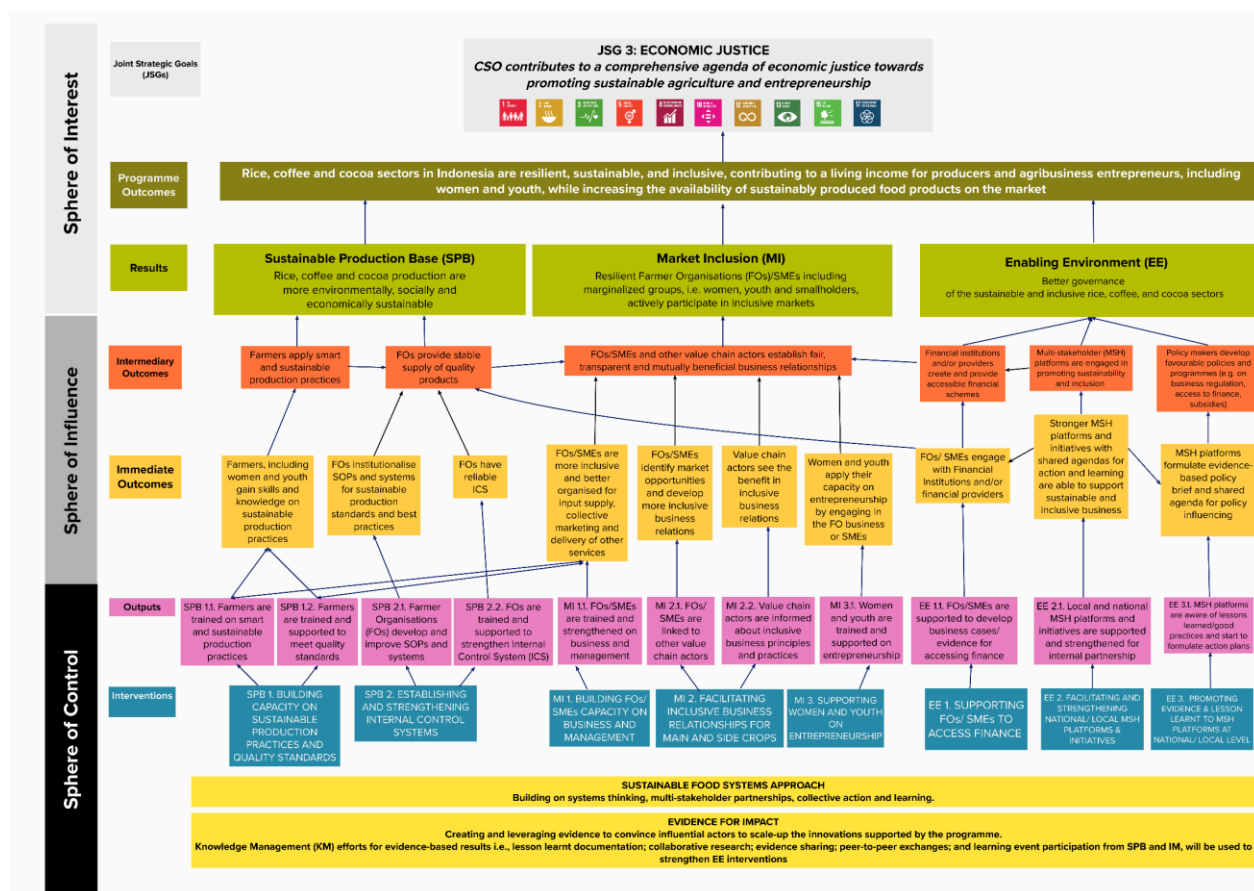 Sphere of Interest
Joint Strategic Goals
(JSGs)
JSG 3: ECONOMIC JUSTICE
CSO contributes to a comprehensive agenda of economic justice towards
promoting sustainable agriculture and entrepreneurship
Programme
Outcomes
Rice, coffee and cocoa sectors in Indonesia are resilient, sustainable, and inclusive, contributing to a living income for producers and agribusiness entrepreneurs, including
women and youth, while increasing the availability of sustainably produced food products on the market
Results
Sustainable Production Base (SPB)
Rice, coffee and cocoa production are
more environmentally, socially and
economically sustainable
Market Inclusion (MI)
Resilient Farmer Organisations (FOs)/SMEs including
marginalized groups, i.e. women, youth and smallholders,
actively participate in inclusive markets
Enabling Environment (EE)
Better governance
of the sustainable and inclusive rice, coffee, and cocoa sectors
Sphere of Influence
Intermediary
Outcomes
Farmers apply smart
and sustainable
production practices
FOs provide stable
supply of quality
products
FOs/SMEs and other value chain actors establish fair,
transparent and mutually beneficial business relationships
Financial institutions
and/or providers
create and provide
accessible financial
schemes
Multi-stakeholder (MSH)
platforms are engaged in
promoting sustainability
and inclusion
Policy makers develop
favourable policies and
programmes (e.g. on
business regulation,
access to finance,
subsidies)
Immediate
Outcomes
Farmers, including
women and youth
gain skills and
knowledge on
sustainable
production
practices
FOs institutionalise
SOPs and systems
for sustainable
production
standards and best
practices
FOs have
reliable ICS
FOs/SMEs are
more inclusive
and better
organised for
input supply,
collective
marketing and
delivery of other
services
FOs/SMEs
identify market
opportunities
and develop
more inclusive
business
relations
Value chain
actors see the
benefit in
inclusive
business
relations
Women and youth
apply their
capacity on
entrepreneurship
by engaging in
the FO business
or SMEs
FOs/ SMEs engage
with Financial
Institutions and/or
financial providers
Stronger MSH
platforms and
initiatives with
shared agendas for
action and learning
are able to support
sustainable and
Inclusive business
MSH platforms
formulate evidence-
based policy
brief and shared
agenda for policy
influencing
Sphere of Control
Outputs
SPB 1.1. Farmers are
trained on smart
and sustainable
production
practices
SPB 1.2. Farmers
are trained and
supported to
meet quality
standards
SPB 2.1. Farmer
Organisations
(FOs) develop and
improve SOPs and
systems
SPB 2.2. FOs are
trained and
supported to
strengthen Internal
Control System (ICS)
MI 1.1. FOs/SMEs
are trained and
strengthened on
business and
management
MI 2.1. FOs/
SMEs are
linked to
other value
chain actors
MI 2.2. Value chain
actors are informed
about inclusive
business principles
and practices
MI 3.1. Women
and youth are
trained and
supported on
entrepreneurship
EE 1.1. FOs/SMEs are
supported to develop
business cases/
evidence for
accessing finance
EE 2.1. Local and
national MSH
platforms and
initiatives are supported
and strengthened for
internal partnership
EE 3.1. MSH platforms
are aware of lessons
learned/good
practices and start to
formulate action plans
Interventions
SPB 1. BUILDING
CAPACITY ON
SUSTAINABLE
PRODUCTION
PRACTICES AND
QUALITY STANDARDS
SPB 2. ESTABLISHING
AND STRENGTHENING
INTERNAL CONTROL
SYSTEMS
MI 1. BUILDING FOs/
SMEs CAPACITY ON
BUSINESS AND
MANAGEMENT
MI 2. FACILITATING
INCLUSIVE BUSINESS
RELATIONSHIPS FOR
MAIN AND SIDE CROPS
MI 3. SUPPORTING
WOMEN AND YOUTH
ON
ENTREPRENEURSHIP
EE 1. SUPPORTING
FOs/ SMEs TO
ACCESS FINANCE
EE 2. FACILITATING AND
STRENGTHENING
NATIONAL/ LOCAL MSH
PLATFORMS &
INITIATIVES
EE 3. PROMOTING
EVIDENCE & LESSON
LEARNT TO MSH
PLATFORMS AT
NATIONAL/ LOCAL LEVEL
SUSTAINABLE FOOD SYSTEMS APPROACH
Building on systems thinking, multi-stakeholder partnerships, collective action and learning.
EVIDENCE FOR IMPACT
Creating and leveraging evidence to convince influential actors to scale-up the innovations supported by the programme.
Knowledge Management (KM) efforts for evidence-based results i.e., lesson learnt documentation; collaborative research; evidence sharing; peer-to-peer exchanges; and learning event participation from SPB and IM, will be used to
strengthen EE interventions